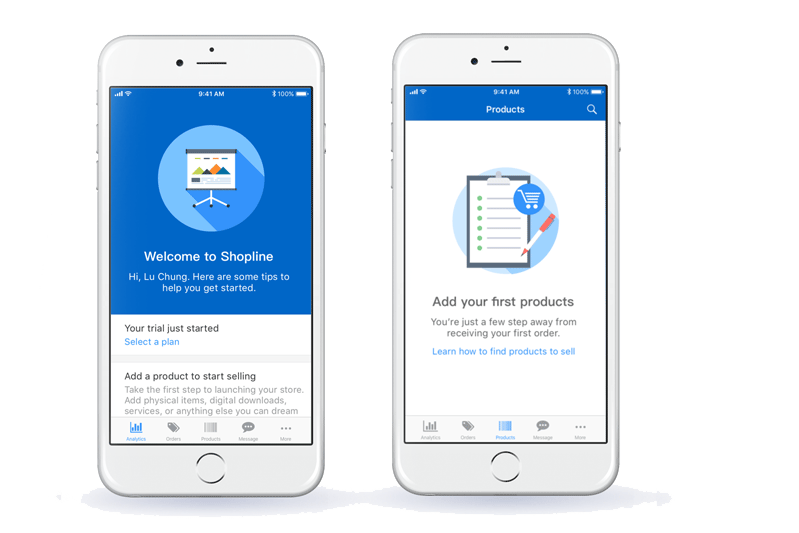 9:41 AM
100%
Welcome to Shopline
Hi, Lu Chung. Here are some tips to
help you get started.
Your trial just started
Select a plan
Add a product to start selling
Take the first step to launching your store.
Add physical items, digital downloads,
services, or anything else you can dream
Analytics
Orders
Products
Message
More
9:41 AM
100%
Products
Add your first products
You're just a few step away from
receiving your first order.
Learn how to find products to sell
Analytics
Orders
Products
Message
More